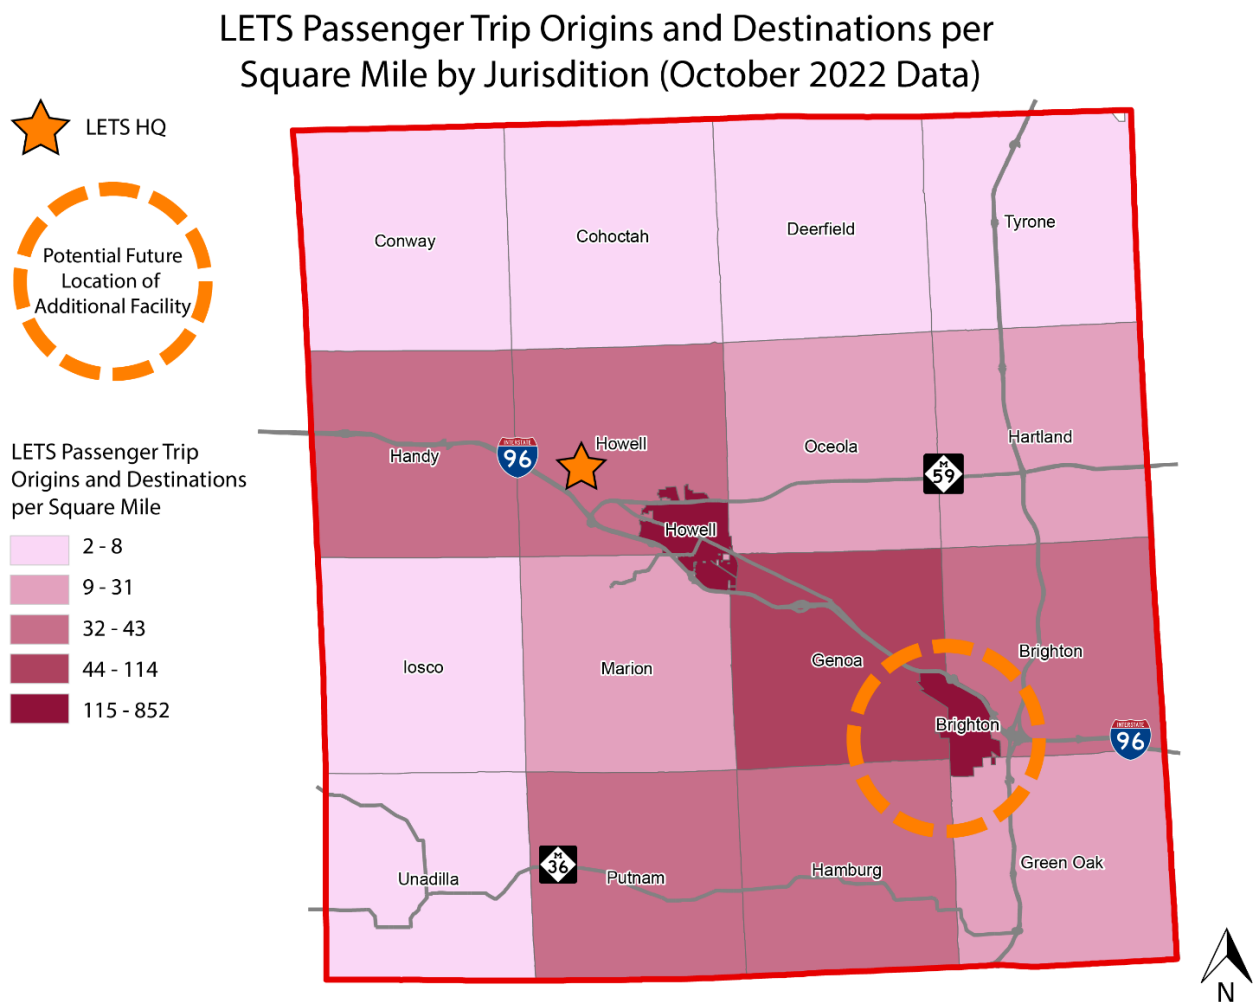 LETS Passenger Trip Origins and Destinations per
Square Mile by Jurisdition (October 2022 Data)
LETS HQ
Potential Future
Location of
Additional Facility
LETS Passenger Trip
Origins and Destinations
per Square Mile
2 - 8
9 - 31
32 - 43
44 - 114
115 - 852
Conway
Cohoctah
Deerfield
Tyrone
Handy
INTERSTATE
96
Howell
Oceola
M
59
Hartland
Howell
Iosco
Marion
Genoa
Brighton
Brighton
INTERSTATE
96
Unadilla
M
36
Putnam
Hamburg
Green Oak
N